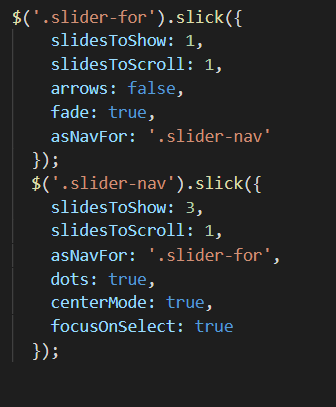 $('.slider-for').slick({
slidesToShow: 1,
slidesToScroll: 1,
arrows: false,
fade: true,
asNavFor: '.slider-nav'
});
$('.slider-nav').slick({
slidesToShow: 3,
slidesToScroll: 1,
asNavFor: '.slider-for',
dots: true,
centerMode: true,
focusOnSelect: true
});